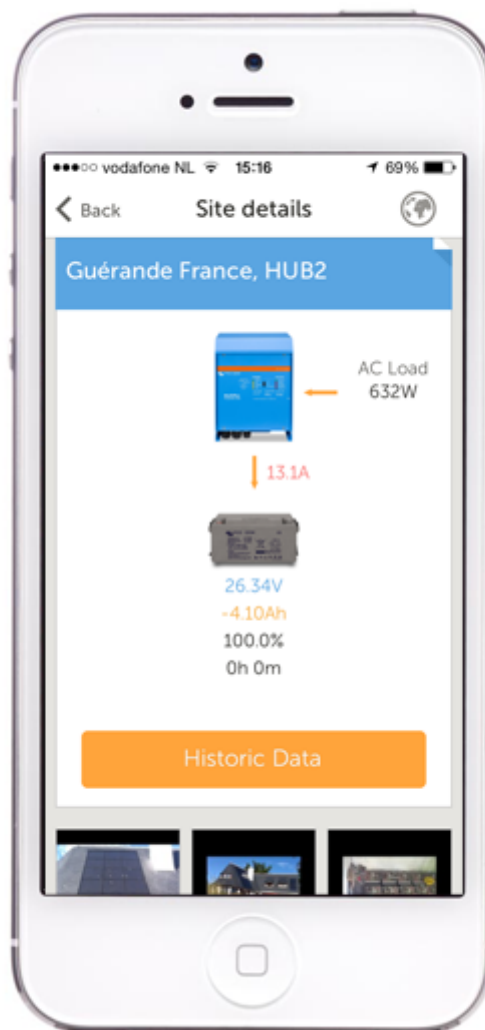 vodafone NL 15:16 69%
Back Site details
Guérande France, HUB2
AC Load
632W
13.1A
26.34V
-4.10Ah
100.0%
0h 0m
Historic Data